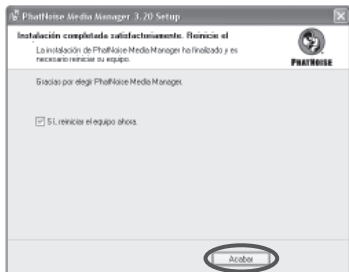 PhatNoise Media Manager 3.20 Setup
Instalación completada satisfactoriamente. Reinicie el
La instalación de PhatNoise Media Manager ha finalizado y es
necesario reiniciar su equipo.
PHATNOISE
Gracias por elegir PhatNoise Media Manager.
Sí, reiniciar el equipo ahora.
Acabar